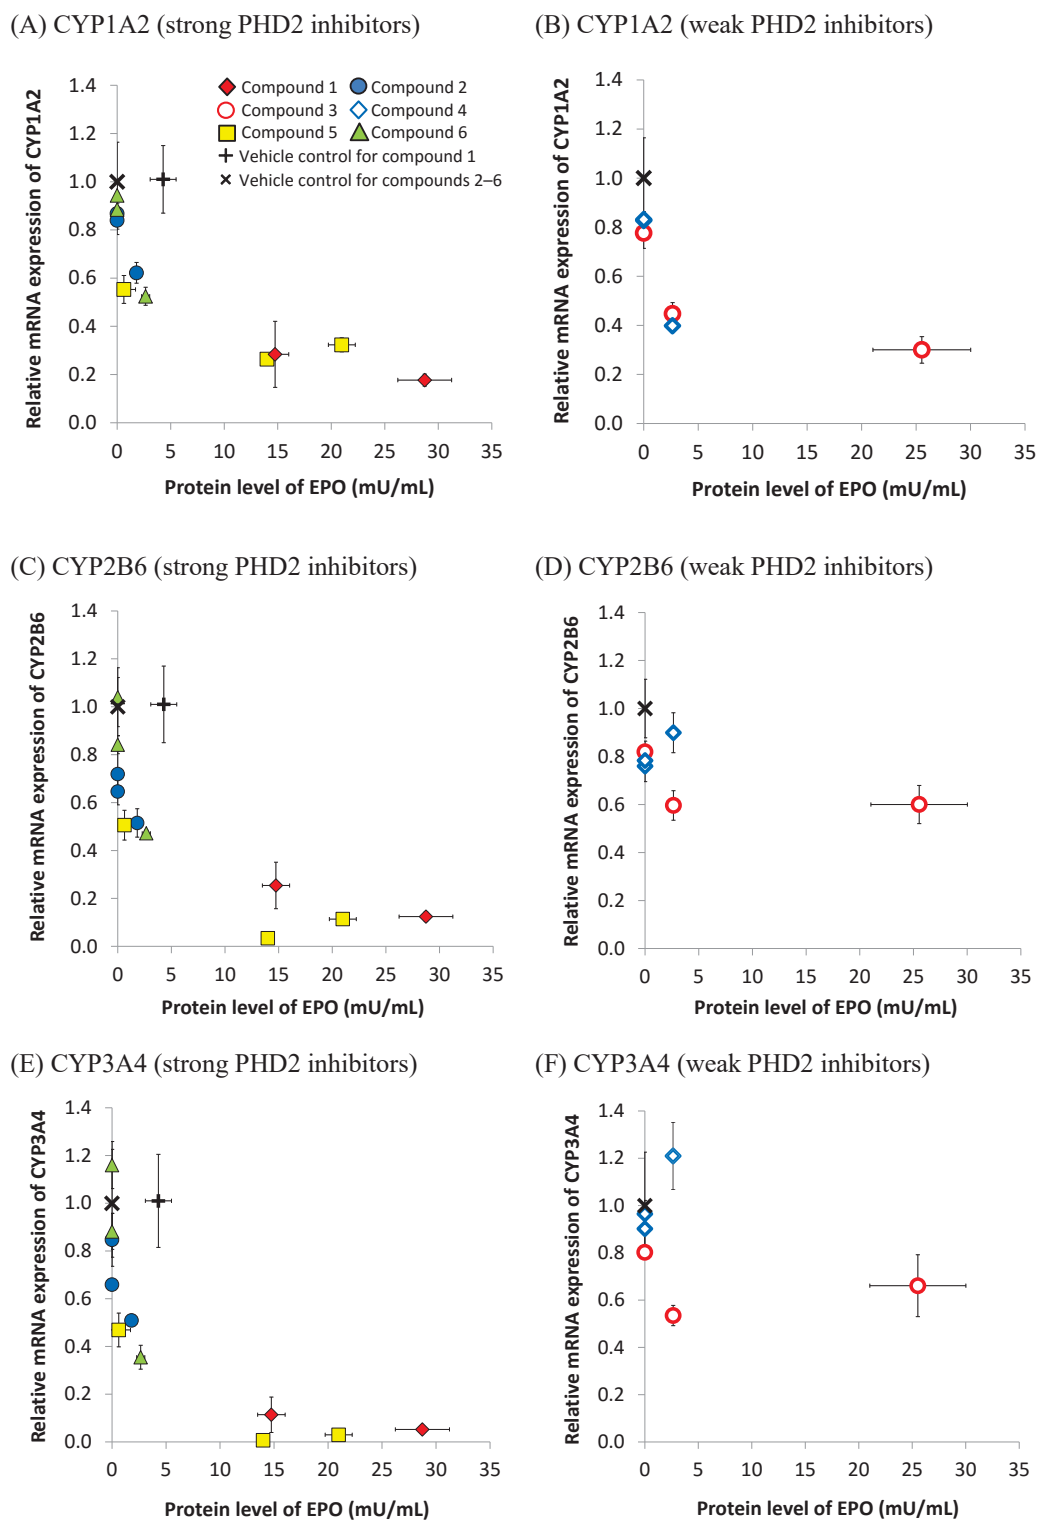 (A) CYP1A2 (strong PHD2 inhibitors)
Relative mRNA expression of CYP1A2
1.4
1.2
1.0
0.8
0.6
0.4
0.2
0.0
Compound 1 Compound 2
Compound 3 Compound 4
Compound 5 Compound 6
Vehicle control for compound 1
Vehicle control for compounds 2–6
0 5 10 15 20 25 30 35
Protein level of EPO (mU/mL)
(B) CYP1A2 (weak PHD2 inhibitors)
Relative mRNA expression of CYP1A2
1.4
1.2
1.0
0.8
0.6
0.4
0.2
0.0
0 5 10 15 20 25 30 35
Protein level of EPO (mU/mL)
(C) CYP2B6 (strong PHD2 inhibitors)
Relative mRNA expression of CYP2B6
1.4
1.2
1.0
0.8
0.6
0.4
0.2
0.0
0 5 10 15 20 25 30 35
Protein level of EPO (mU/mL)
(D) CYP2B6 (weak PHD2 inhibitors)
Relative mRNA expression of CYP2B6
1.4
1.2
1.0
0.8
0.6
0.4
0.2
0.0
0 5 10 15 20 25 30 35
Protein level of EPO (mU/mL)
(E) CYP3A4 (strong PHD2 inhibitors)
Relative mRNA expression of CYP3A4
1.4
1.2
1.0
0.8
0.6
0.4
0.2
0.0
0 5 10 15 20 25 30 35
Protein level of EPO (mU/mL)
(F) CYP3A4 (weak PHD2 inhibitors)
Relative mRNA expression of CYP3A4
1.4
1.2
1.0
0.8
0.6
0.4
0.2
0.0
0 5 10 15 20 25 30 35
Protein level of EPO (mU/mL)